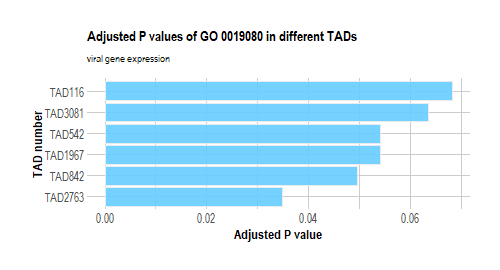 Adjusted P values of GO 0019080 in different TADs
viral gene expression
TAD116
TAD3081
TAD542
TAD1967
TAD842
TAD2763
TAD number
0.00 0.02 0.04 0.06
Adjusted P value